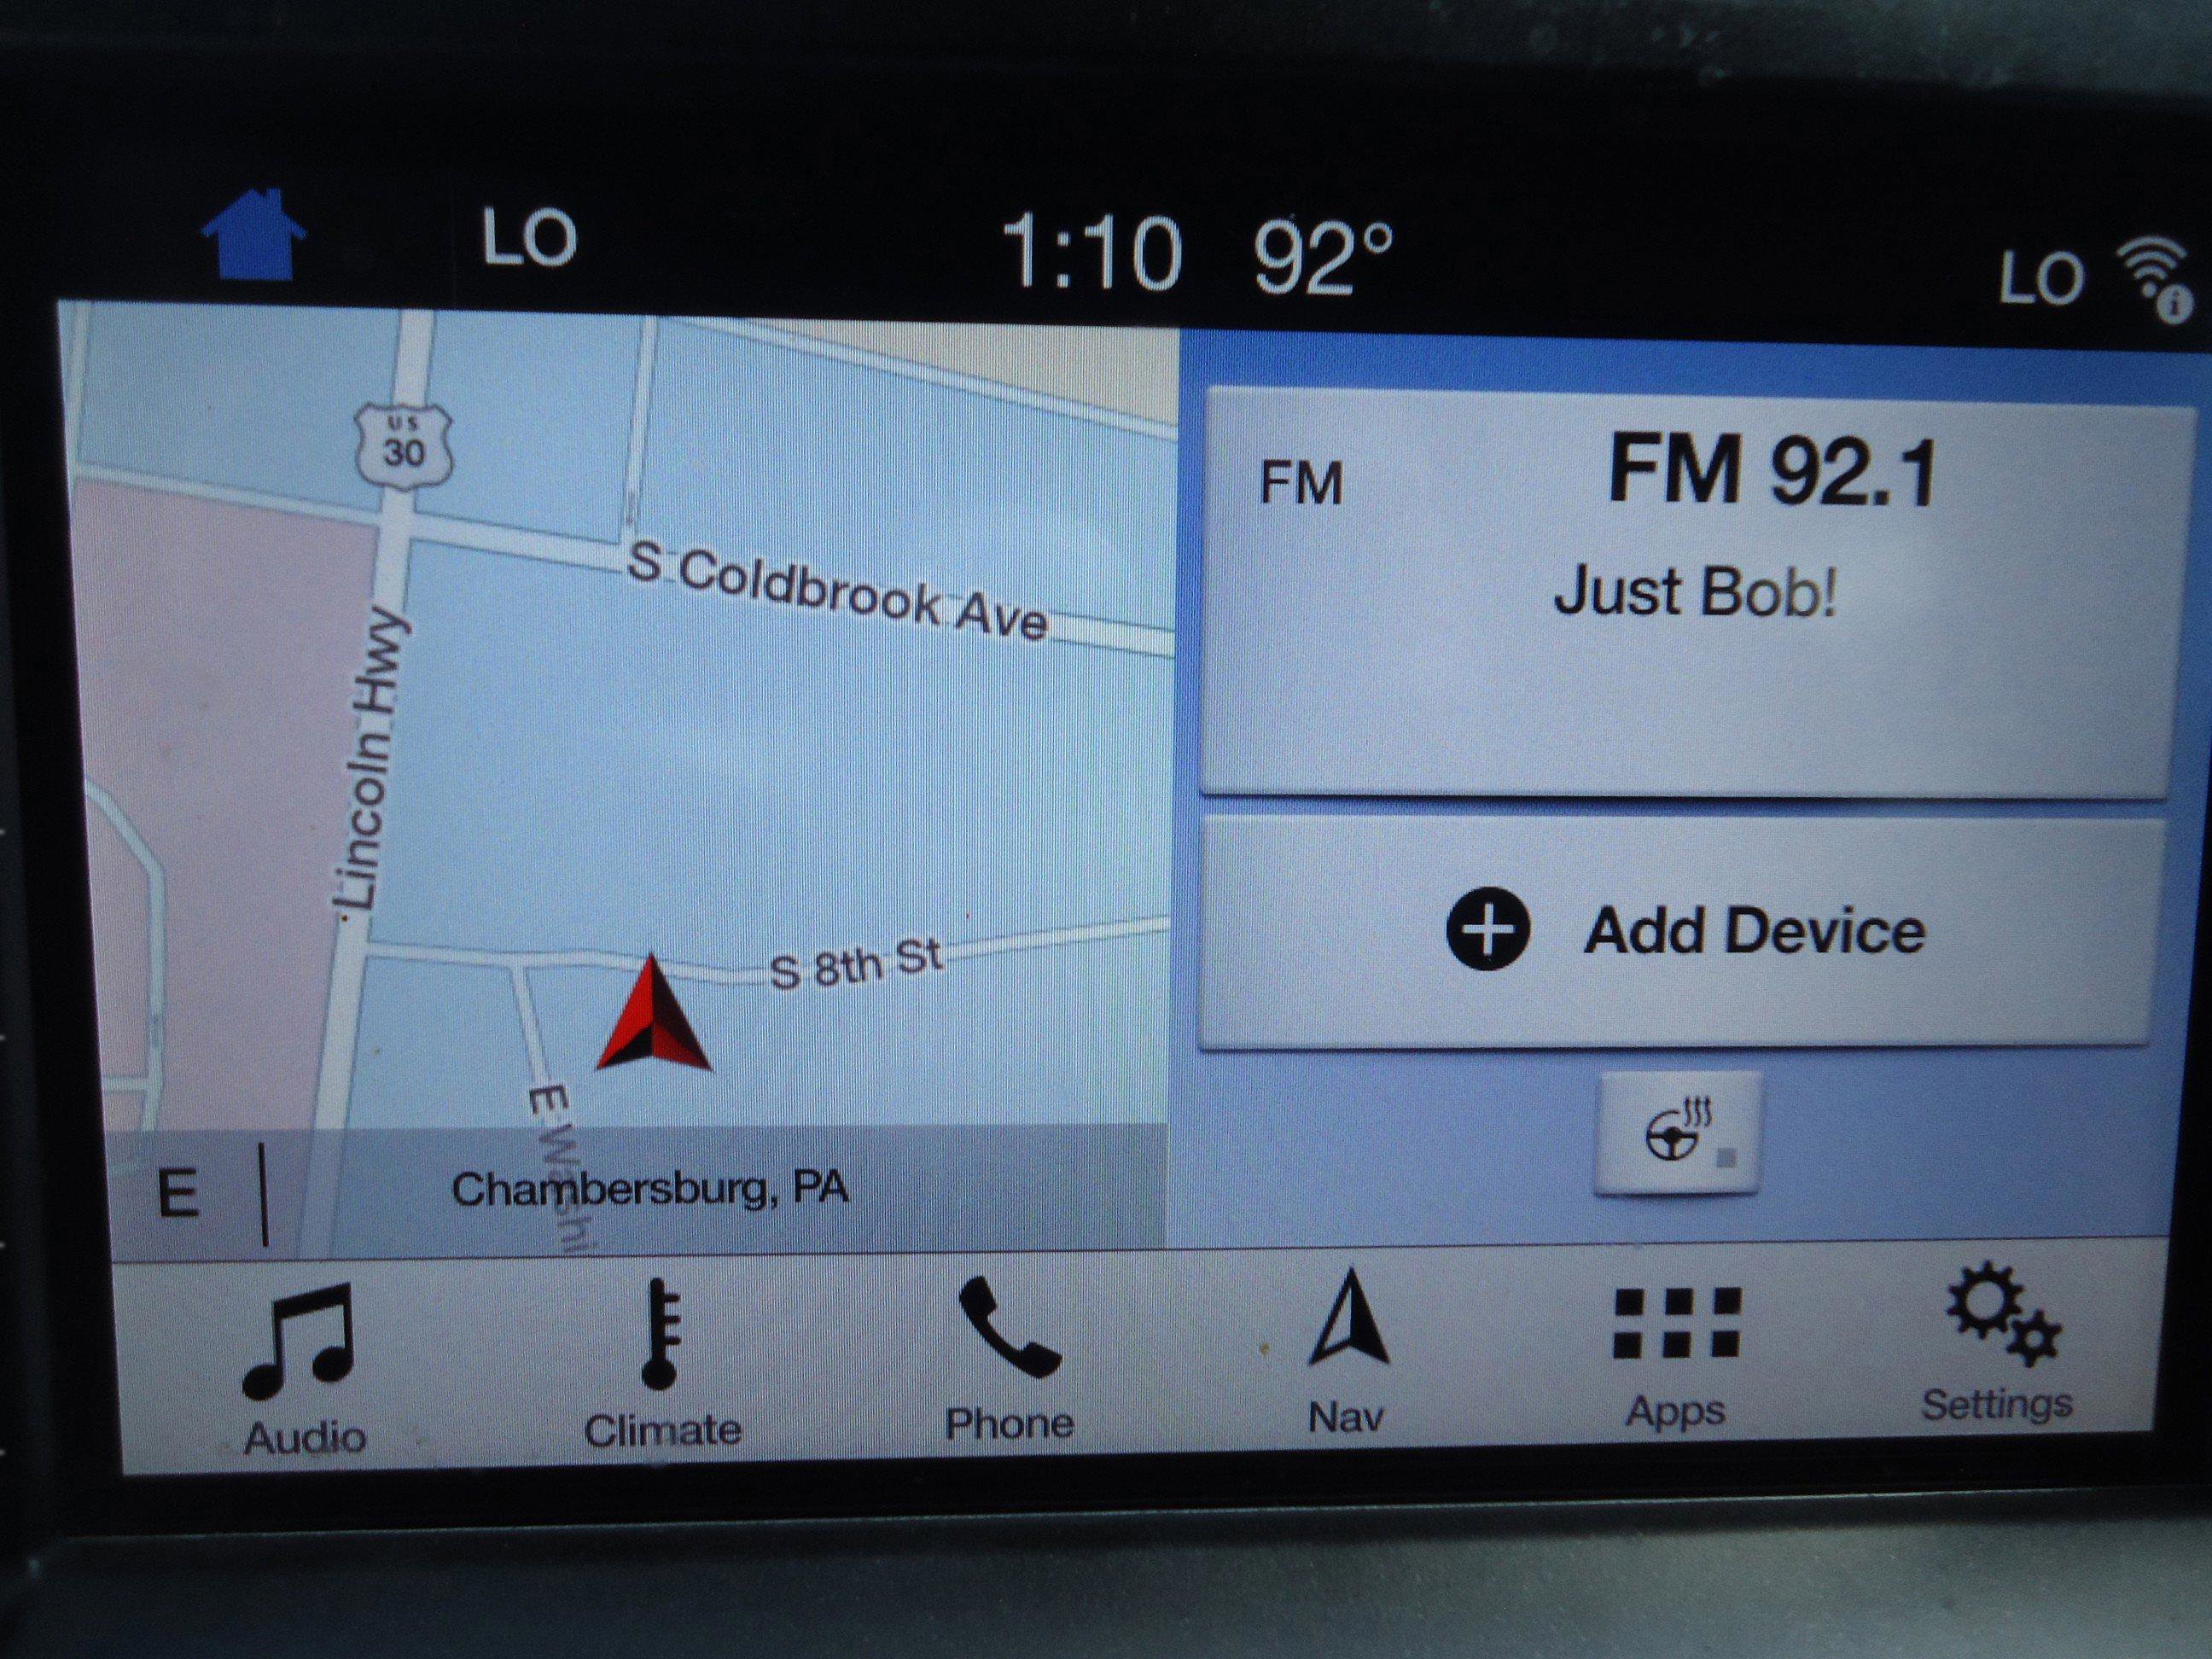 LO
1:10 92°
LO
US
30
S Coldbrook Ave
Lincoln Hwy
S 8th St
E Washi
E
Chambersburg, PA
FM
FM 92.1
Just Bob!
Add Device
Audio
Climate
Phone
Nav
Apps
Settings